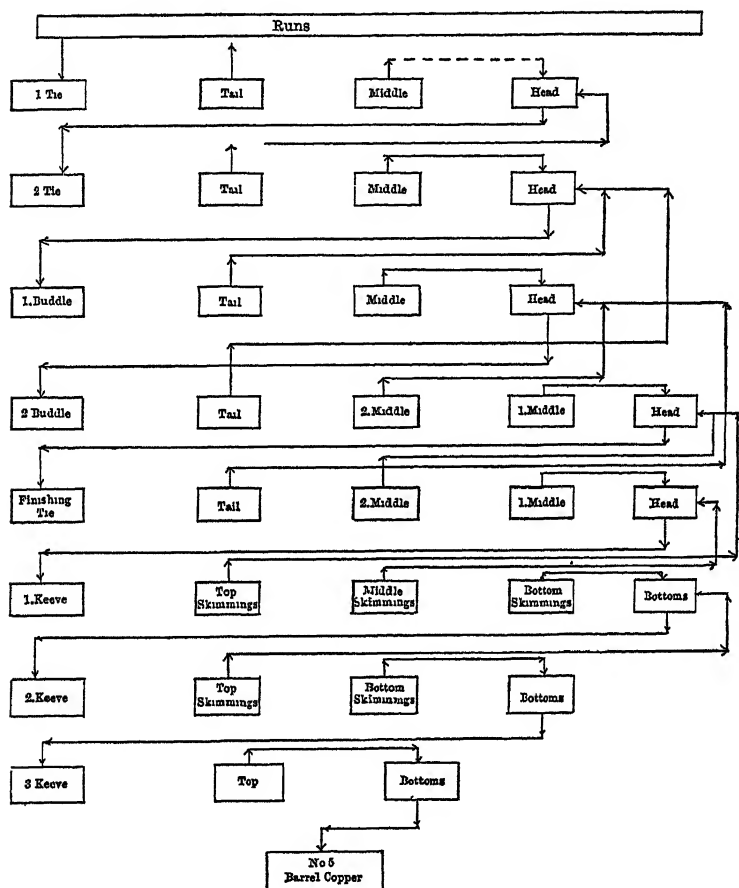 Runs
1 Tie
Tail
Middle
Head
2 Tie
Tail
Middle
Head
1.Buddle
Tail
Middle
Head
2 Buddle
Tail
2.Middle
1.Middle
Head
Finishing
Tie
Tail
2.Middle
1.Middle
Head
1.Keeve
Top
Skimmings
Middle
Skimmings
Bottom
Skimmings
Bottoms
2.Keeve
Top
Skimmings
Bottom
Skimmings
Bottoms
3 Keeve
Top
Bottoms
No 5
Barrel Copper